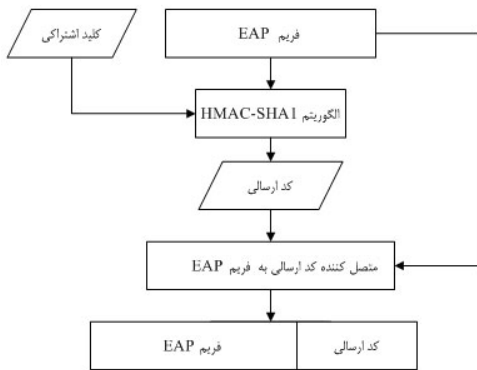 کلید اشتراکی
فریم EAP
الگوریتم HMAC-SHA1
کد ارسالی
متصل کننده کد ارسالی به فریم EAP
فریم EAP
کد ارسالی